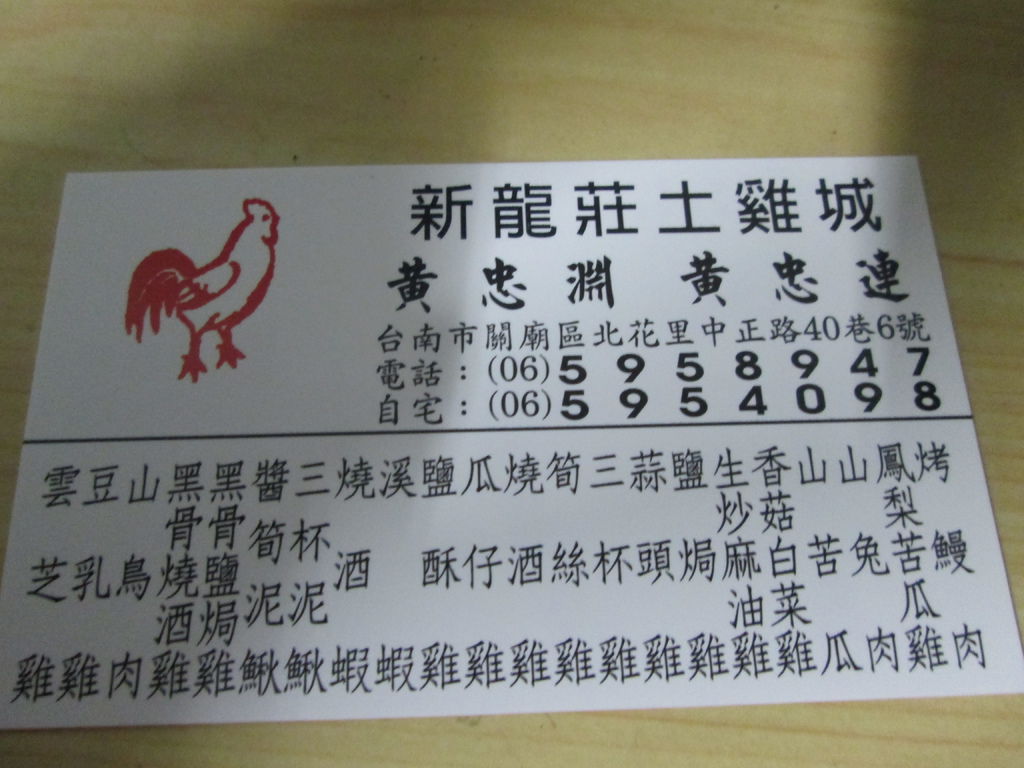 新龍莊土雞城
黃忠淵 黃忠連
台南市關廟區北花里中正路40巷6號
電話：(06)5958947
自宅：(06)5954098
烤鰻肉
鳳梨苦瓜雞
山兔肉
山苦瓜
香菇白菜雞
生炒麻油雞
鹽焗雞
蒜頭雞
三杯雞
筍絲雞
燒酒雞
瓜仔雞
鹽酥雞
溪蝦
燒酒蝦
三杯泥鰍
醬筍泥鰍
黑骨鹽焗雞
黑骨燒酒雞
山鳥肉
豆乳雞
雲芝雞